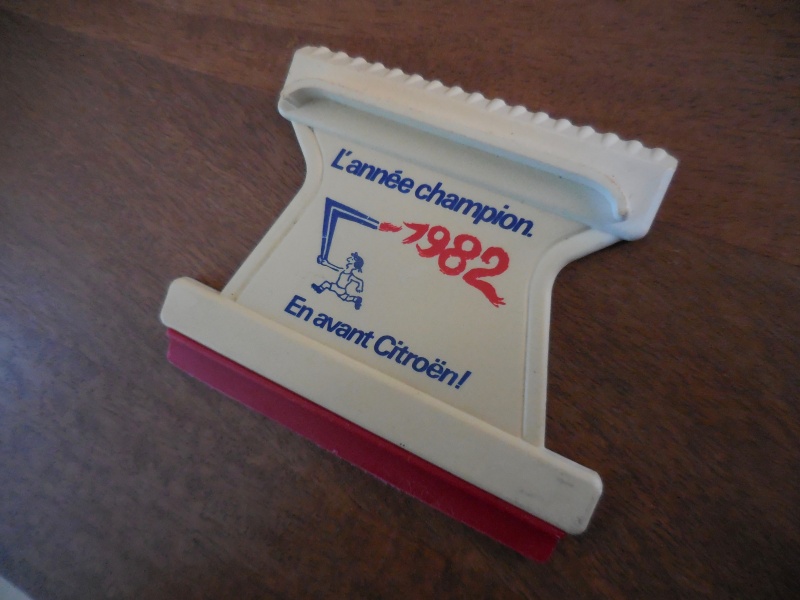 L'année champion.
1982
En avant Citroën!